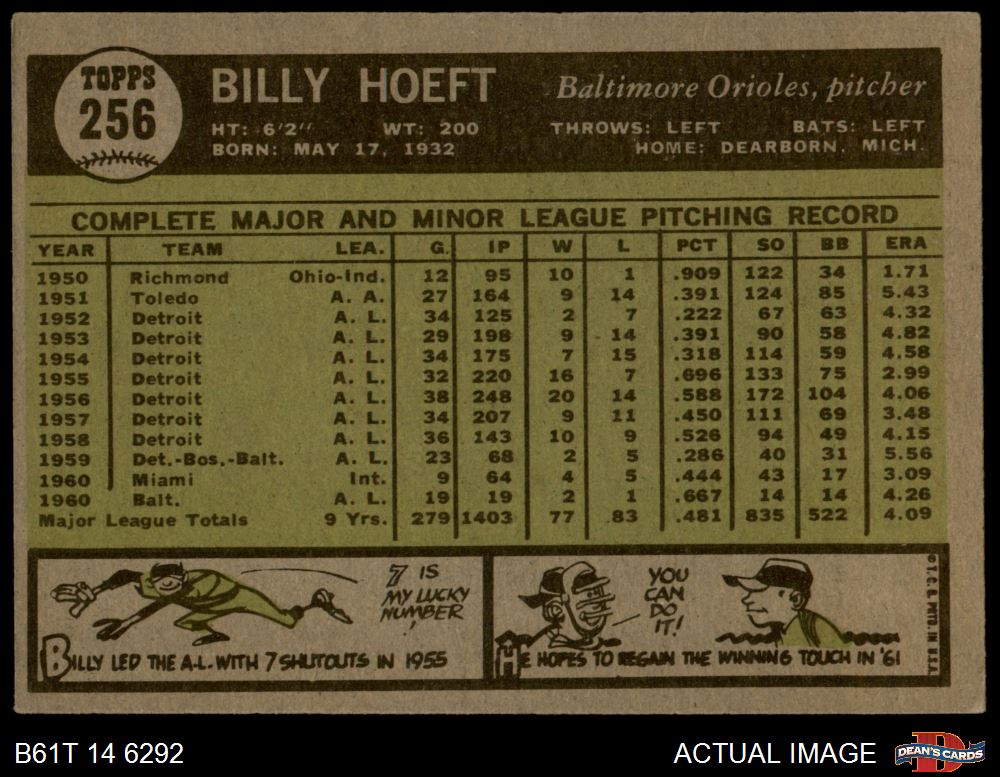 TOPPS
256
BILLY HOEFT
Baltimore Orioles, pitcher
HT: 6'2" WT: 200
THROWS: LEFT BATS: LEFT
BORN: MAY 17, 1932
HOME: DEARBORN, MICH.
COMPLETE MAJOR AND MINOR LEAGUE PITCHING RECORD
YEAR TEAM LEA. G. IP W L PCT SO BB ERA
1950 Richmond Ohio-Ind. 12 95 10 1 .909 122 34 1.71
1951 Toledo A. A. 27 164 9 14 .391 124 85 5.43
1952 Detroit A. L. 34 125 2 7 .222 67 63 4.32
1953 Detroit A. L. 29 198 9 14 .391 90 58 4.82
1954 Detroit A. L. 34 175 7 15 .318 114 59 4.58
1955 Detroit A. L. 32 220 16 7 .696 133 75 2.99
1956 Detroit A. L. 38 248 20 14 .588 172 104 4.06
1957 Detroit A. L. 34 207 9 11 .450 111 69 3.48
1958 Detroit A. L. 36 143 10 9 .526 94 49 4.15
1959 Det.-Bos.-Balt. A. L. 23 68 2 5 .286 40 31 5.56
1960 Miami Int. 9 64 4 5 .444 43 17 3.09
1960 Balt. A. L. 19 19 2 1 .667 14 14 4.26
Major League Totals 9 Yrs. 279 1403 77 83 .481 835 522 4.09
7 IS
MY LUCKY
NUMBER
!
BILLY LED THE A.L. WITH 7 SHUTOUTS IN 1955
YOU
CAN
DO
IT!
HE HOPES TO REGAIN THE WINNING TOUCH IN '61
©T.C.G. PRTD. IN U.S.A.
B61T 14 6292
ACTUAL IMAGE
D
DEAN'S CARDS